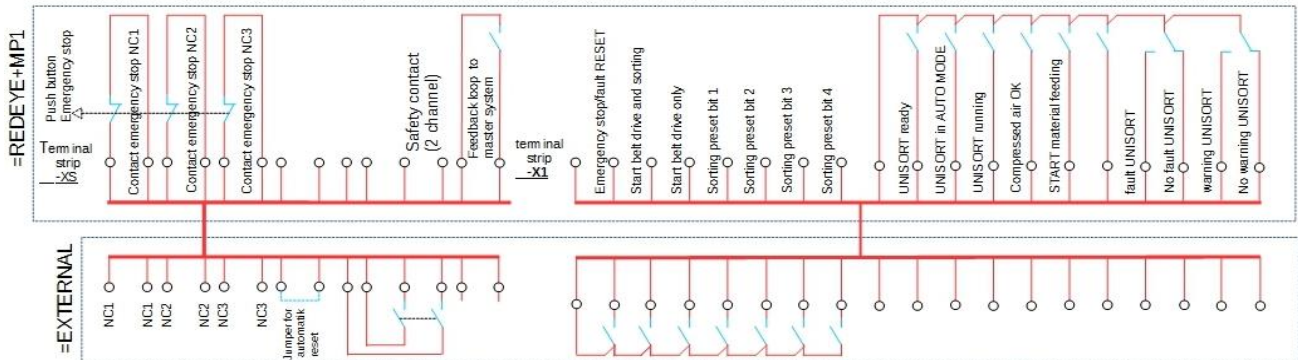 =REDEYE+MP1
Push button
Emergency stop
Terminal
strip
-XS
Contact emergency stop NC1
Contact emergency stop NC2
Contact emergency stop NC3
Safety contact
(2 channel)
Feedback loop to
master system
terminal
strip
-X1
Emergency stop/fault RESET
Start belt drive and sorting
Start belt drive only
Sorting preset bit 1
Sorting preset bit 2
Sorting preset bit 3
Sorting preset bit 4
UNISORT ready
UNISORT in AUTO MODE
UNISORT running
Compressed air OK
START material feeding
fault UNISORT
No fault UNISORT
warning UNISORT
No warning UNISORT
=EXTERNAL
NC1
NC1
NC2
NC2
NC3
NC3
Jumper for
automatik
reset